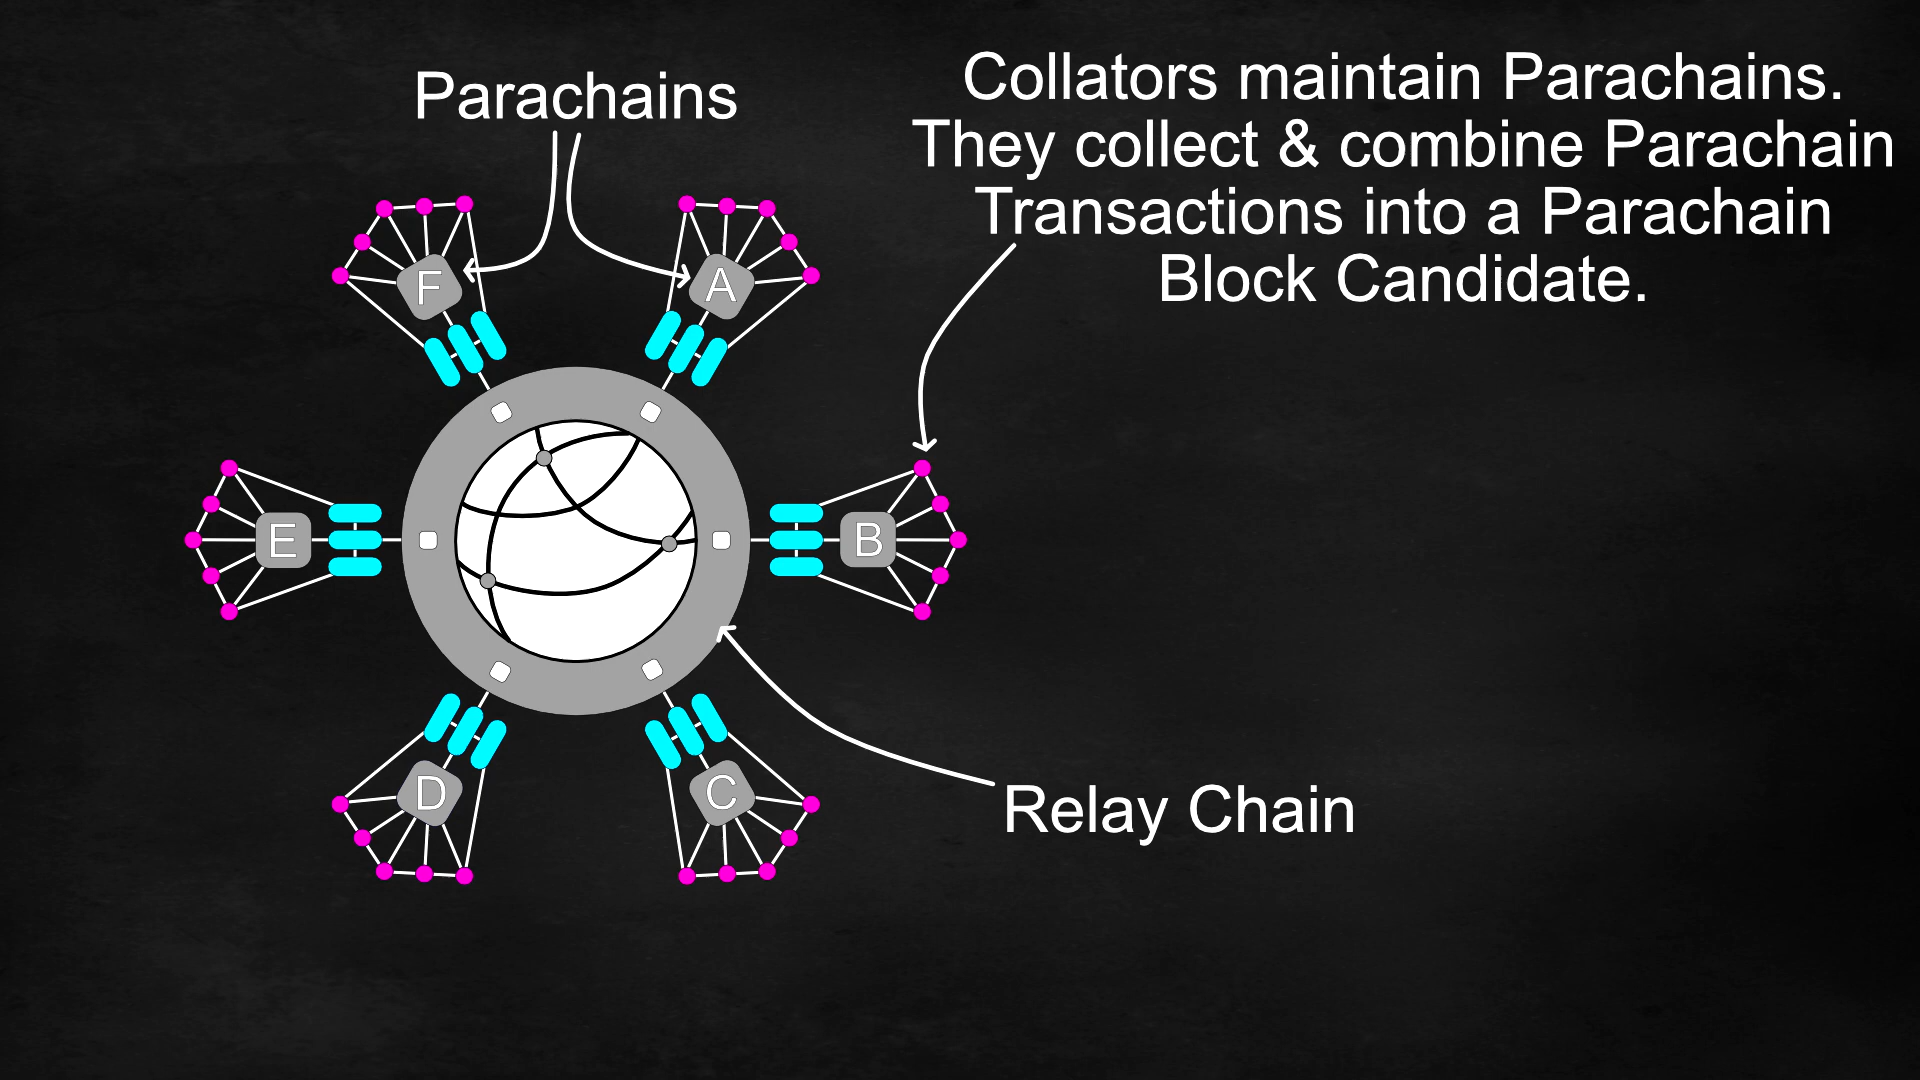 Parachains
Collators maintain Parachains.
They collect & combine Parachain
Transactions into a Parachain
Block Candidate.
F
A
E
B
D
C
Relay Chain